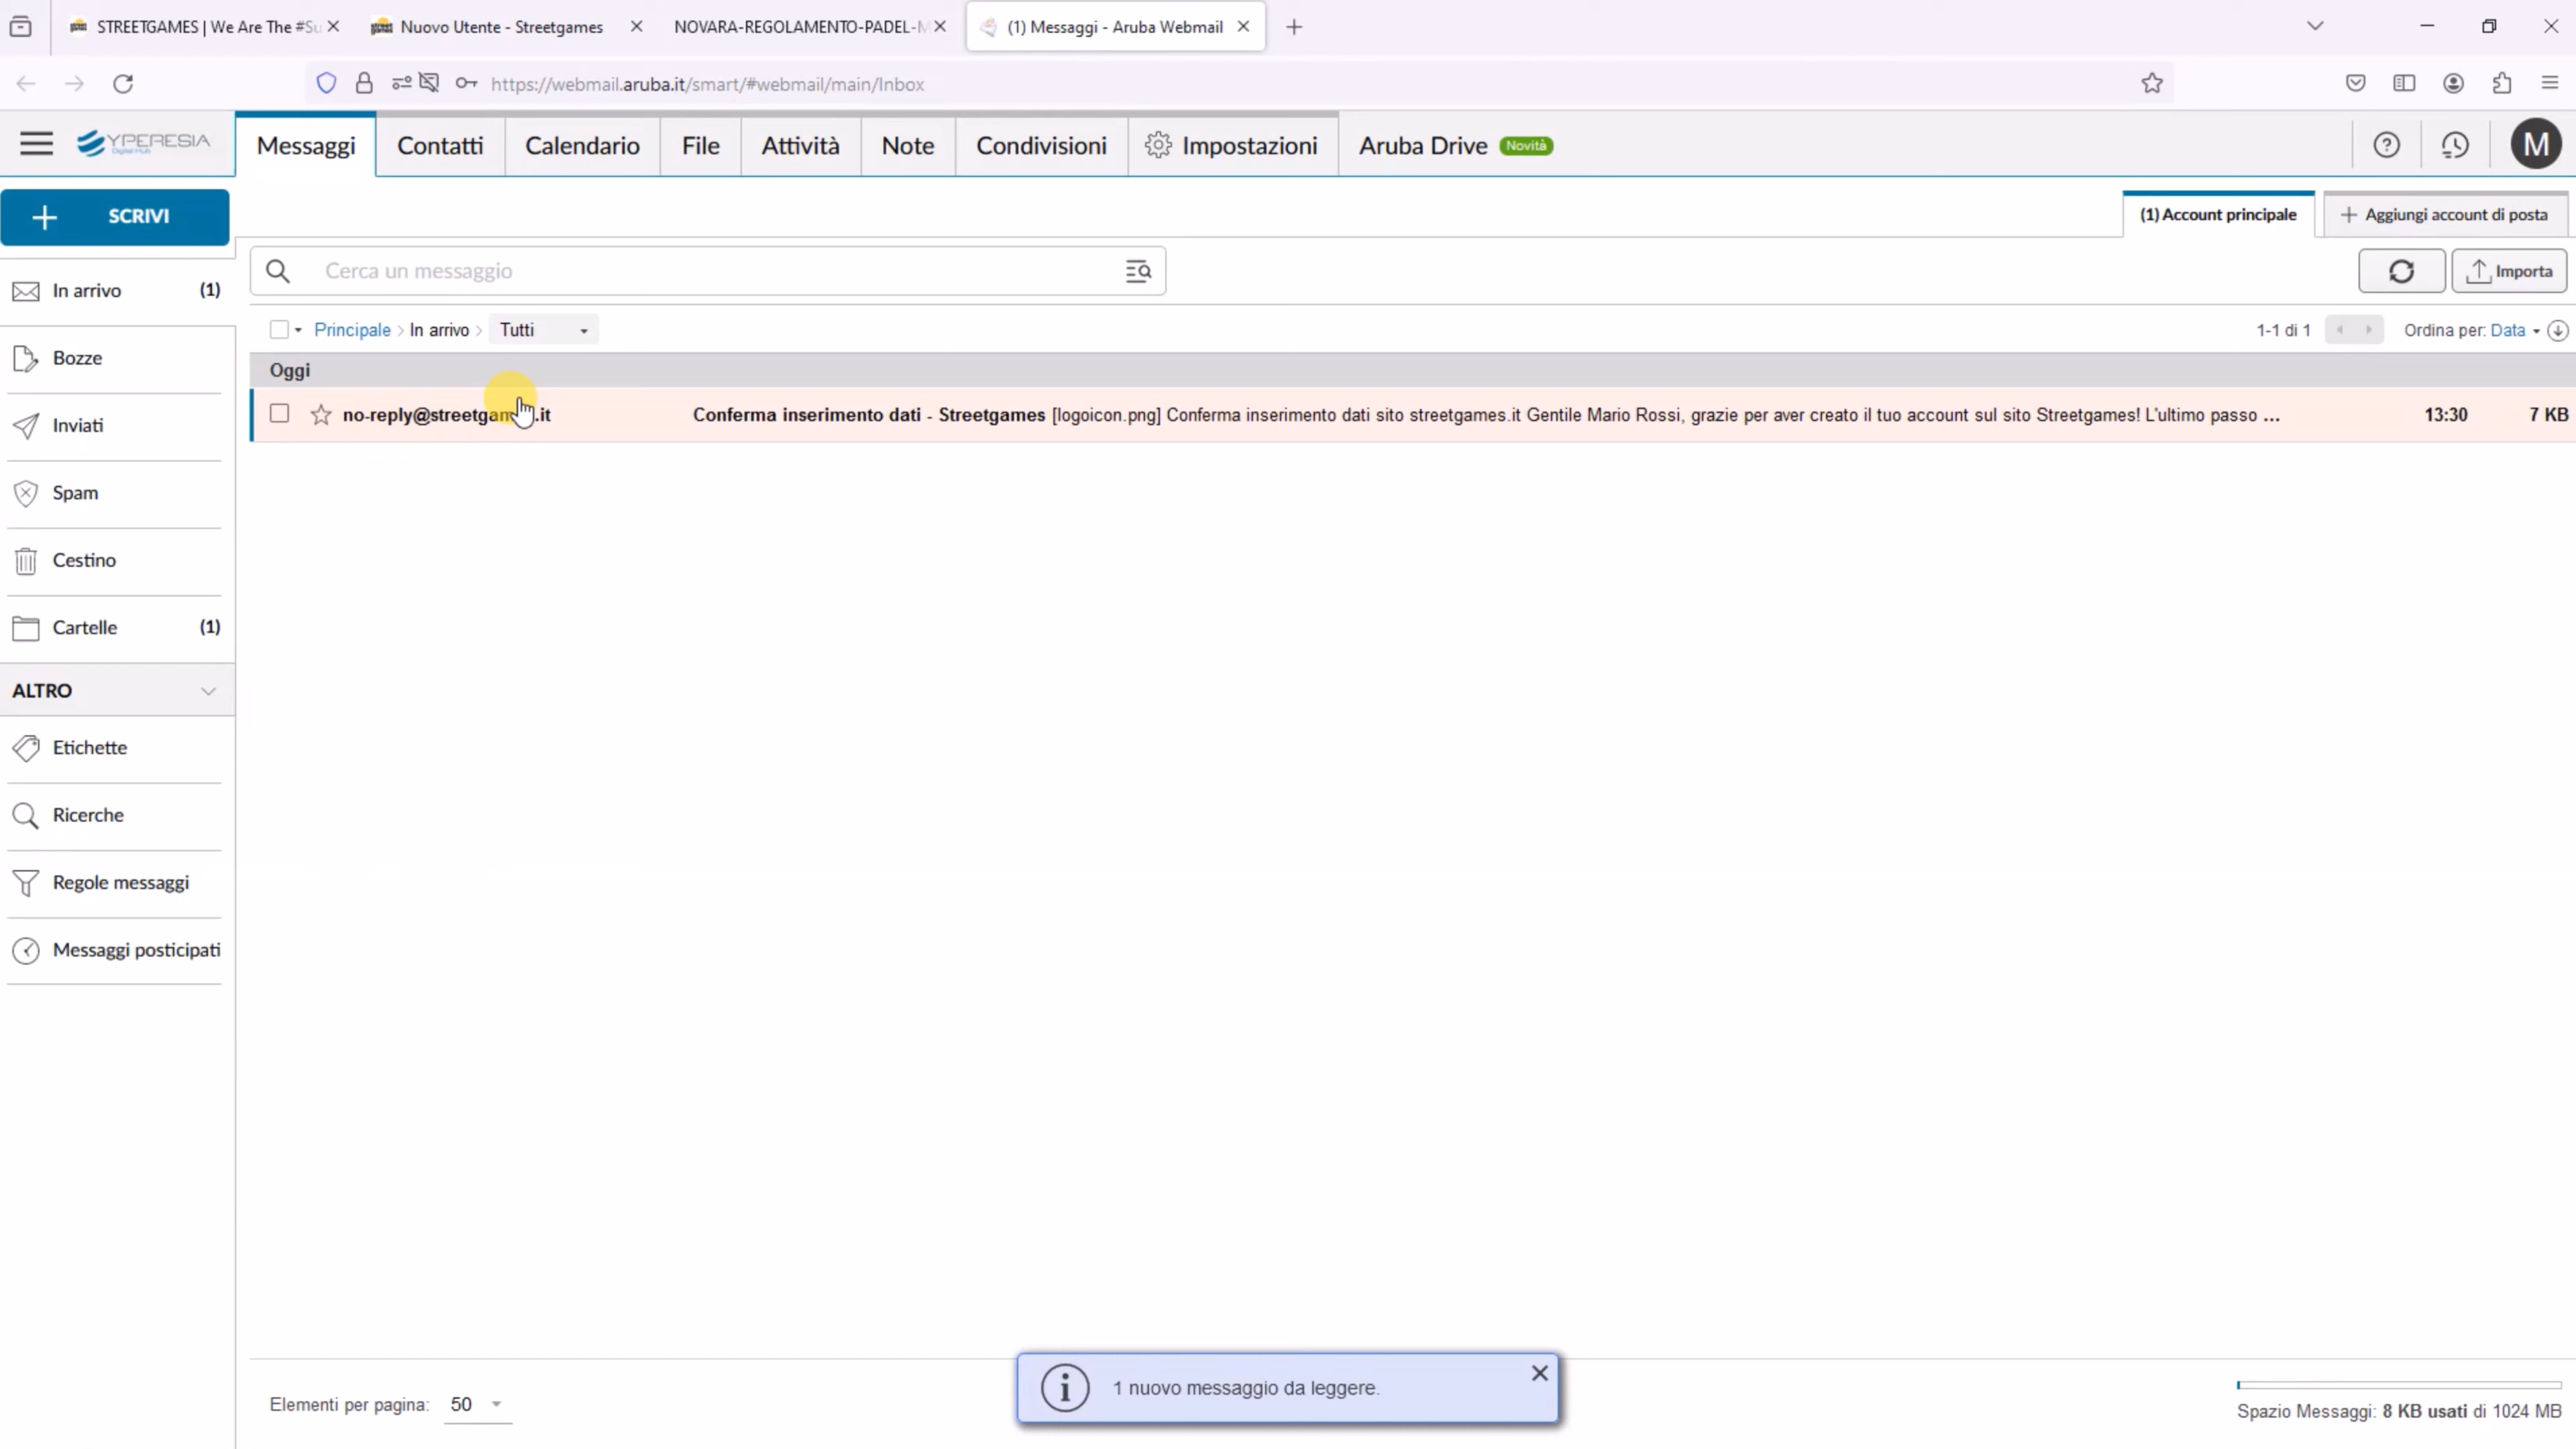 STREETGAMES | We Are The #Su
Nuovo Utente - Streetgames
NOVARA-REGOLAMENTO-PADEL-M
(1) Messaggi - Aruba Webmail
https://webmail.aruba.it/smart/#webmail/main/Inbox
YPERESIA
Digital Hub
Messaggi
Contatti
Calendario
File
Attività
Note
Condivisioni
Impostazioni
Aruba Drive Novità
M
SCRIVI
(1) Account principale
Aggiungi account di posta
Cerca un messaggio
Importa
In arrivo (1)
Principale > In arrivo > Tutti
1-1 di 1
Ordina per: Data
Bozze
Oggi
no-reply@streetgam .it Conferma inserimento dati - Streetgames [logoicon.png] Conferma inserimento dati sito streetgames.it Gentile Mario Rossi, grazie per aver creato il tuo account sul sito Streetgames! L'ultimo passo ... 13:30 7 KB
Inviati
Spam
Cestino
Cartelle (1)
ALTRO
Etichette
Ricerche
Regole messaggi
Messaggi posticipati
Elementi per pagina: 50
1 nuovo messaggio da leggere.
Spazio Messaggi: 8 KB usati di 1024 MB